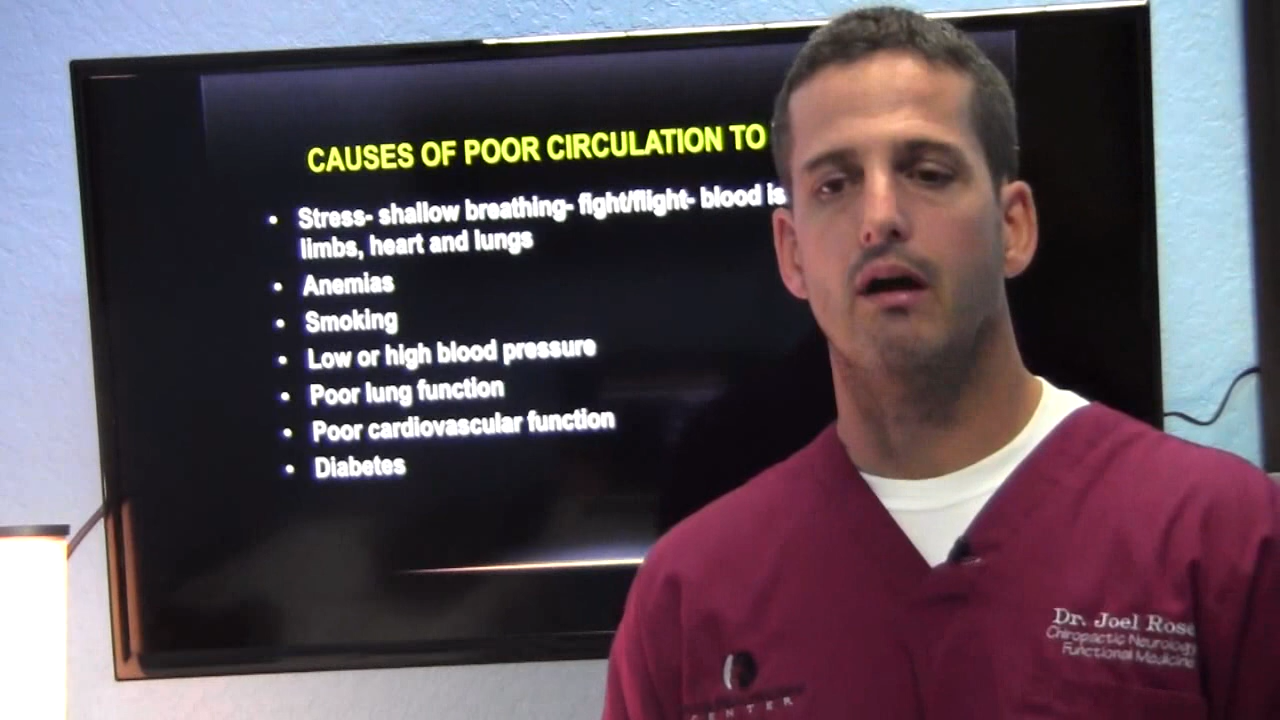 CAUSES OF POOR CIRCULATION TO
• Stress- shallow breathing- fight/flight- blood is
limbs, heart and lungs
• Anemias
• Smoking
• Low or high blood pressure
• Poor lung function
• Poor cardiovascular function
• Diabetes
Dr. Joel Rose
Chiropractic Neurology
Functional Medicine
CENTER